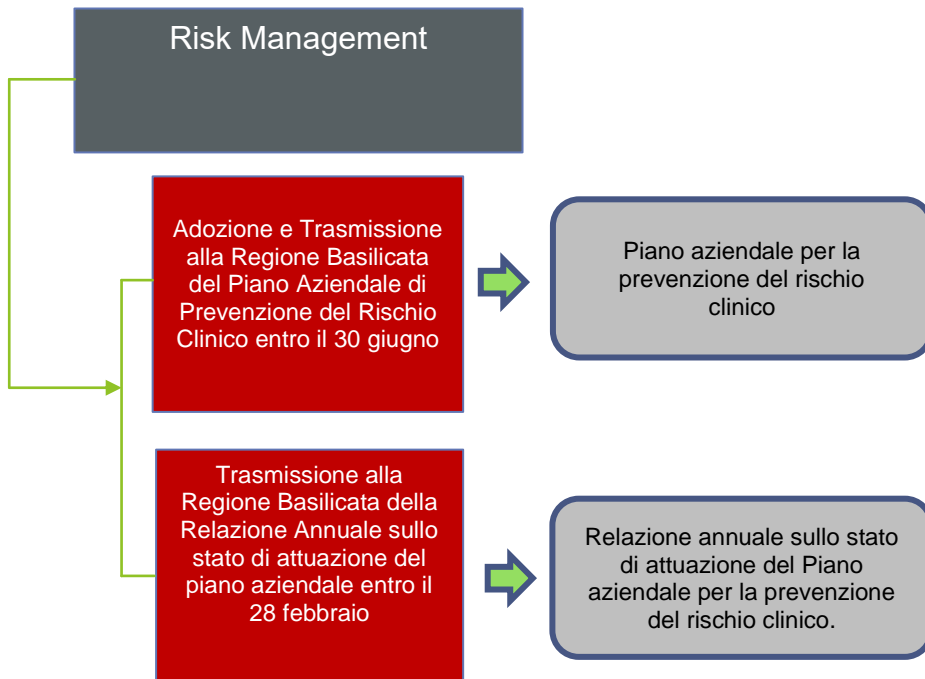 Risk Management
Adozione e Trasmissione
alla Regione Basilicata
del Piano Aziendale di
Prevenzione del Rischio
Clinico entro il 30 giugno
Piano aziendale per la
prevenzione del rischio
clinico
Trasmissione alla
Regione Basilicata della
Relazione Annuale sullo
stato di attuazione del
piano aziendale entro il
28 febbraio
Relazione annuale sullo stato
di attuazione del Piano
aziendale per la prevenzione
del rischio clinico.